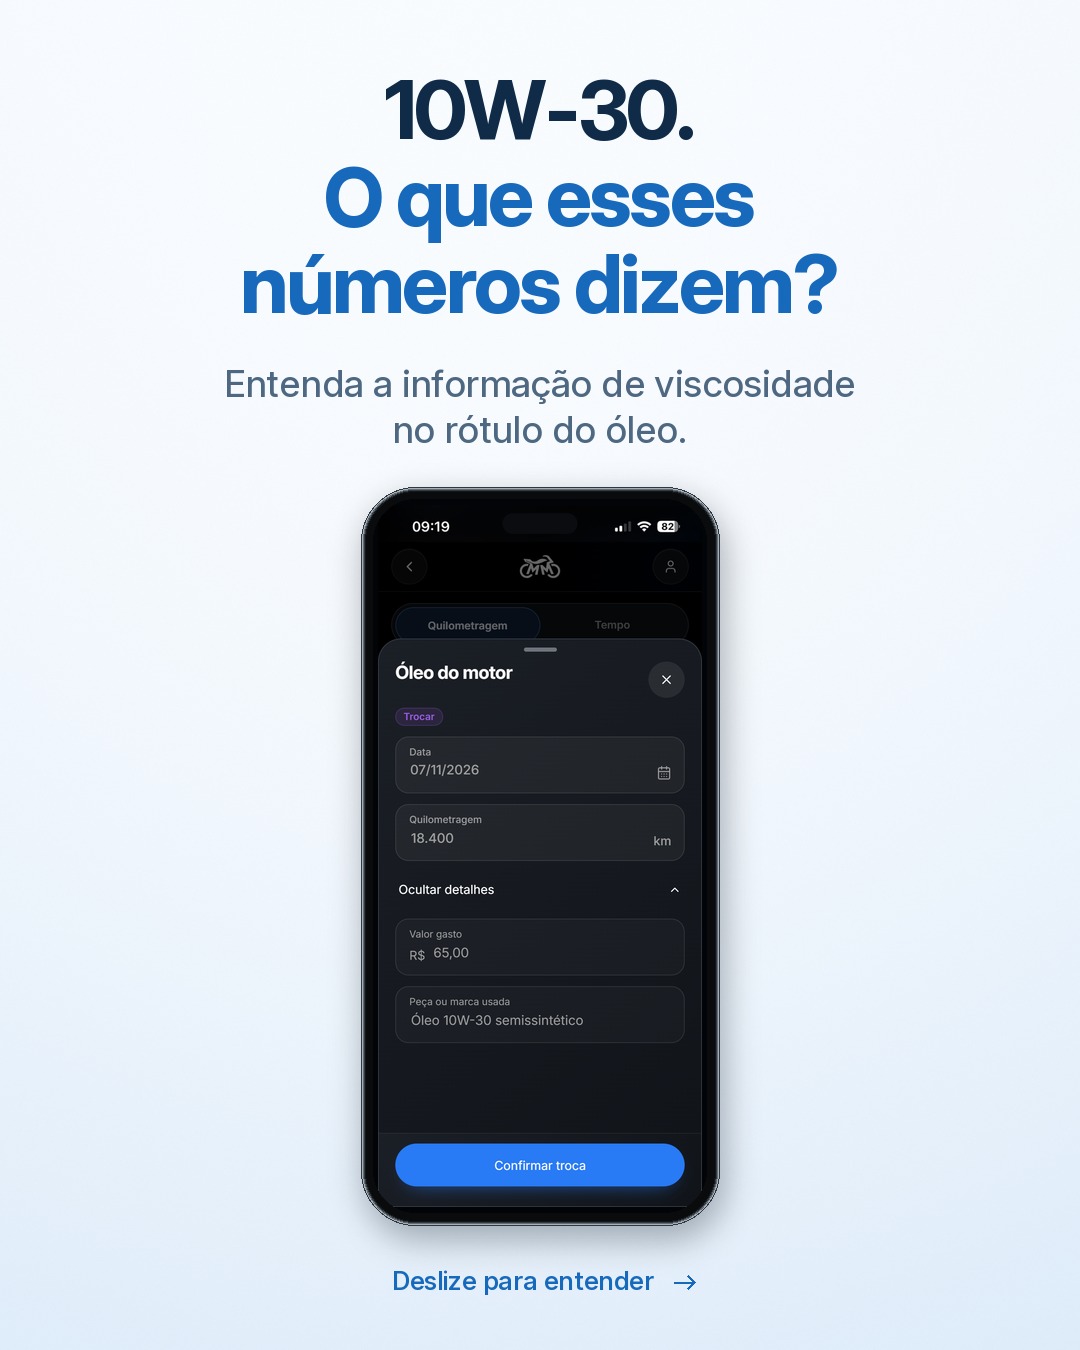 10W-30.
O que esses
números dizem?
Entenda a informação de viscosidade
no rótulo do óleo.
09:19
82
MM
Quilometragem
Tempo
Óleo do motor
Trocar
Data
07/11/2026
Quilometragem
18.400
km
Ocultar detalhes
Valor gasto
R$ 65,00
Peça ou marca usada
Óleo 10W-30 semissintético
Confirmar troca
Deslize para entender →